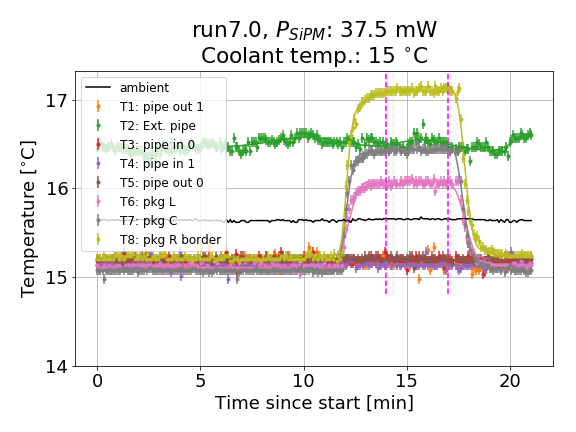 run7.0, P_SiPM: 37.5 mW
Coolant temp.: 15 °C
Temperature [°C]
17
16
15
14
ambient
T1: pipe out 1
T2: Ext. pipe
T3: pipe in 0
T4: pipe in 1
T5: pipe out 0
T6: pkg L
T7: pkg C
T8: pkg R border
0 5 10 15 20
Time since start [min]